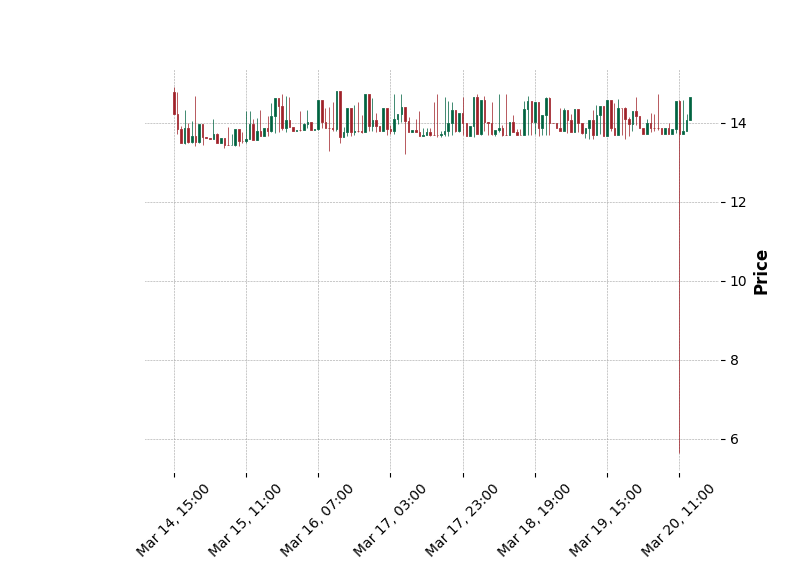 14
12
10
8
6
Price
Mar 14, 15:00
Mar 15, 11:00
Mar 16, 07:00
Mar 17, 03:00
Mar 17, 23:00
Mar 18, 19:00
Mar 19, 15:00
Mar 20, 11:00